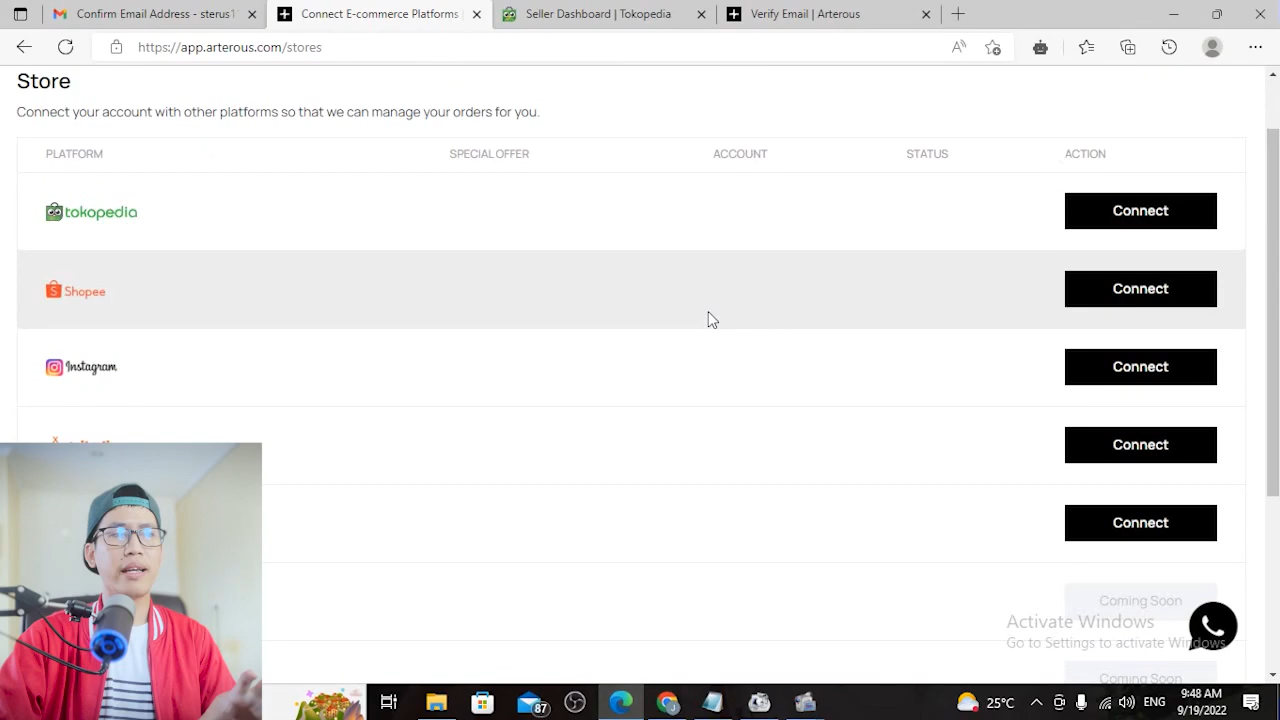 Gmail
Confirm Email Address - serius1
Connect E-commerce Platforms
Seller Dashboard | Tokopedia
Verify Email | Arterous
https://app.arterous.com/stores
Store
Connect your account with other platforms so that we can manage your orders for you.
PLATFORM SPECIAL OFFER ACCOUNT STATUS ACTION
tokopedia Connect
Shopee Connect
Instagram Connect
Connect
Connect
Coming Soon
Activate Windows
Go to Settings to activate Windows.
Coming Soon
87
25°C
ENG
9:48 AM
9/19/2022